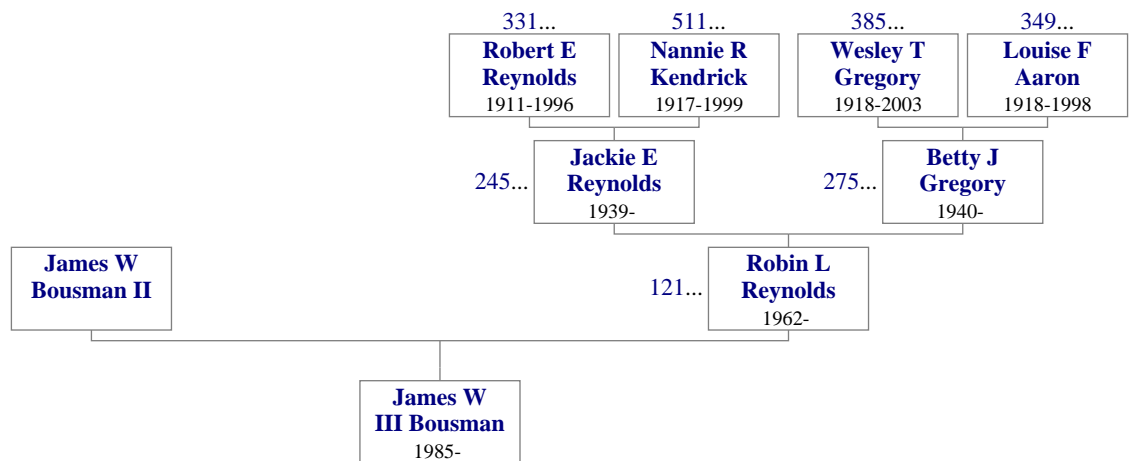 331...
511...
385...
349...
Robert E
Reynolds
1911-1996
Nannie R
Kendrick
1917-1999
Wesley T
Gregory
1918-2003
Louise F
Aaron
1918-1998
245...
Jackie E
Reynolds
1939-
275...
Betty J
Gregory
1940-
James W
Bousman II
121...
Robin L
Reynolds
1962-
James W
III Bousman
1985-